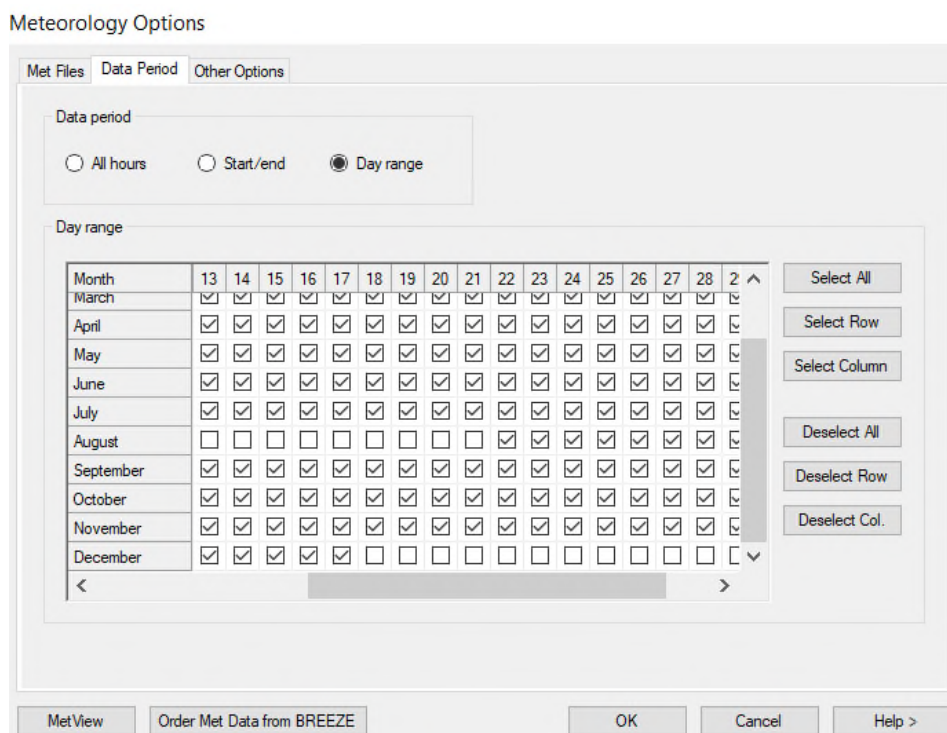 Meteorology Options
Met Files Data Period Other Options
Data period
All hours Start/end Day range
Day range
Month 13 14 15 16 17 18 19 20 21 22 23 24 25 26 27 28
March
April
May
June
July
August
September
October
November
December
Select All
Select Row
Select Column
Deselect All
Deselect Row
Deselect Col.
MetView Order Met Data from BREEZE OK Cancel Help >